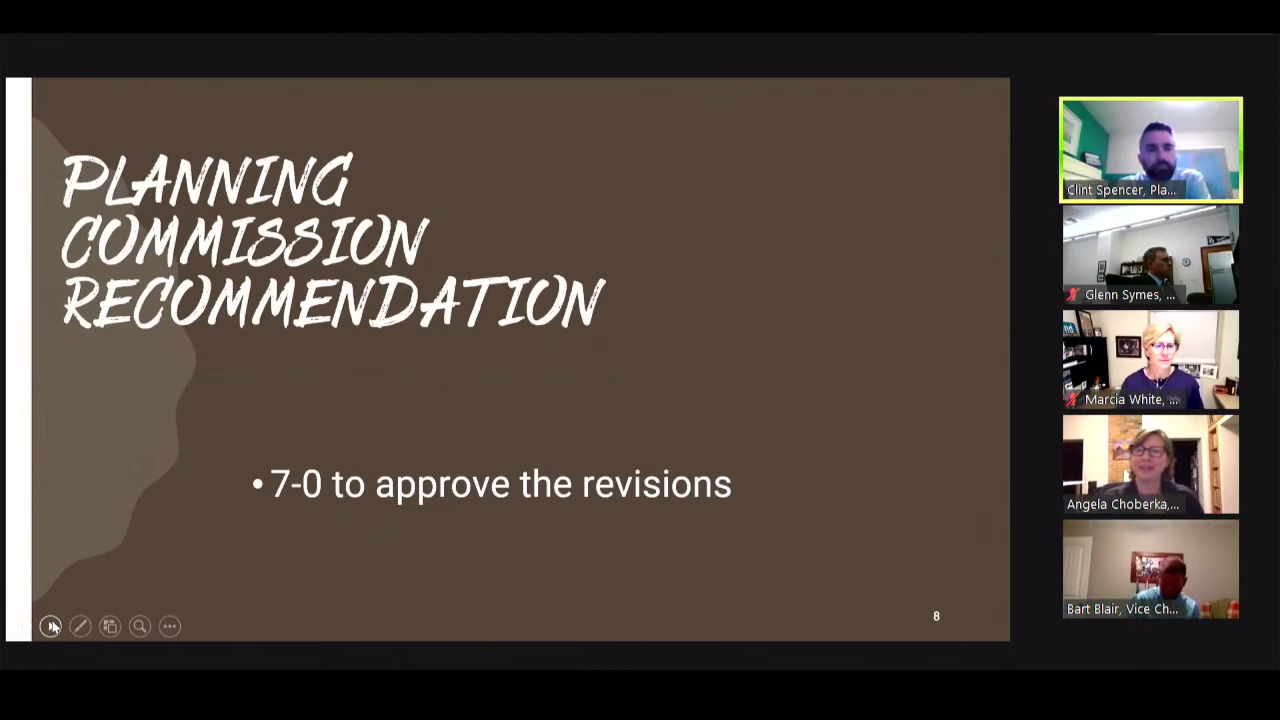 PLANNING
COMMISSION
RECOMMENDATION
• 7-0 to approve the revisions
8
Clint Spencer, Pla...
Glenn Symes, ...
Marcia White, ...
Angela Choberka,...
Bart Blair, Vice Ch...